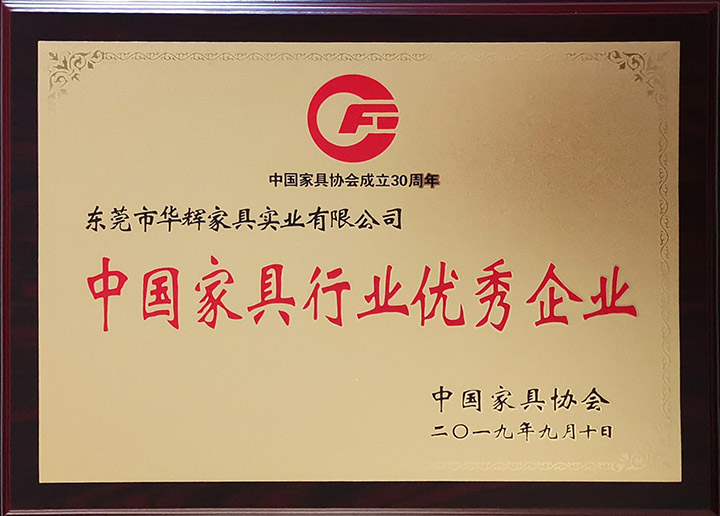 中国家具协会成立30周年
东莞市华辉家具实业有限公司
中国家具行业优秀企业
中国家具协会
二〇一九年九月十日